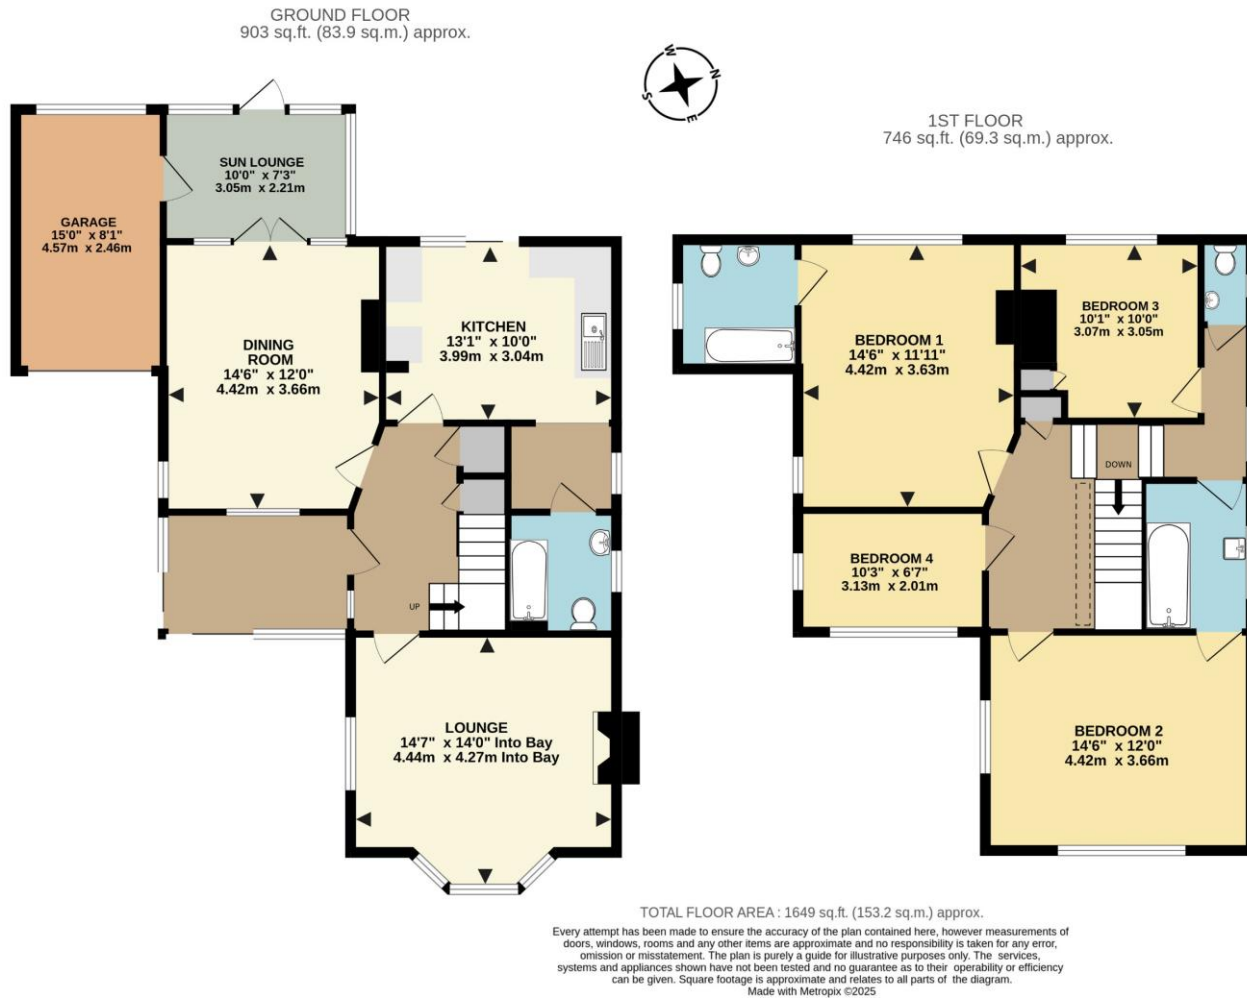 GROUND FLOOR
903 sq.ft. (83.9 sq.m.) approx.
W
N
S
E
1ST FLOOR
746 sq.ft. (69.3 sq.m.) approx.
SUN LOUNGE
10'0" x 7'3"
3.05m x 2.21m
GARAGE
15'0" x 8'1"
4.57m x 2.46m
DINING
ROOM
14'6" x 12'0"
4.42m x 3.66m
KITCHEN
13'1" x 10'0"
3.99m x 3.04m
UP
LOUNGE
14'7" x 14'0" Into Bay
4.44m x 4.27m Into Bay
BEDROOM 1
14'6" x 11'11"
4.42m x 3.63m
BEDROOM 3
10'1" x 10'0"
3.07m x 3.05m
DOWN
BEDROOM 4
10'3" x 6'7"
3.13m x 2.01m
BEDROOM 2
14'6" x 12'0"
4.42m x 3.66m
TOTAL FLOOR AREA : 1649 sq.ft. (153.2 sq.m.) approx.
Every attempt has been made to ensure the accuracy of the plan contained here, however measurements of
doors, windows, rooms and any other items are approximate and no responsibility is taken for any error,
omission or misstatement. The plan is purely a guide for illustrative purposes only. The services,
systems and appliances shown have not been tested and no guarantee as to their operability or efficiency
can be given. Square footage is approximate and relates to all parts of the diagram.
Made with Metropix ©2025